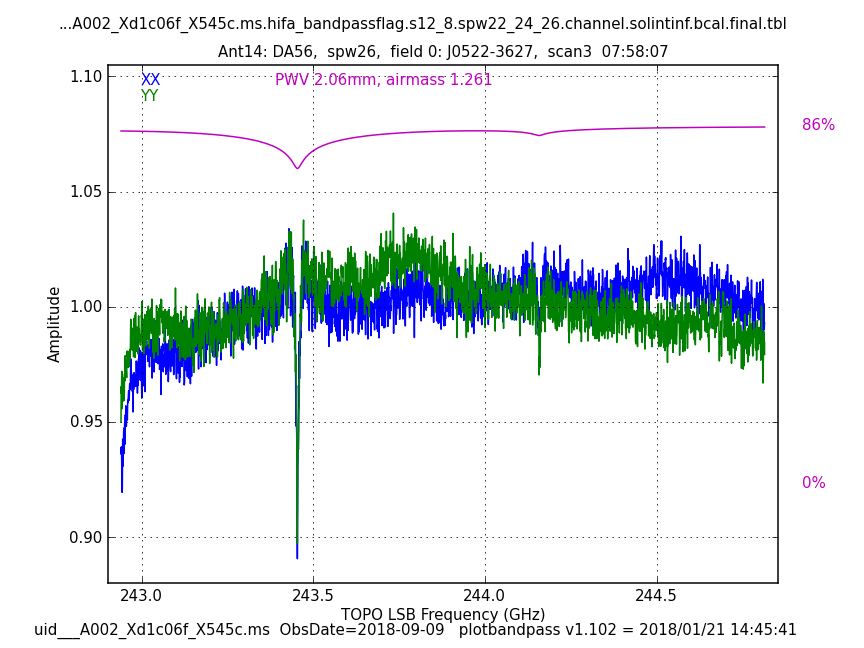 ...A002_Xd1c06f_X545c.ms.hifa_bandpassflag.s12_8.spw22_24_26.channel.solintinf.bcal.final.tbl
Ant14: DA56,  spw26,  field 0: J0522-3627,  scan3  07:58:07
XX
YY
PWV 2.06mm, airmass 1.261
1.10
1.05
1.00
0.95
0.90
Amplitude
86%
0%
243.0
243.5
244.0
244.5
TOPO LSB Frequency (GHz)
uid___A002_Xd1c06f_X545c.ms  ObsDate=2018-09-09   plotbandpass v1.102 = 2018/01/21 14:45:41